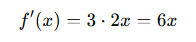 f′(x) = 3 · 2x = 6x